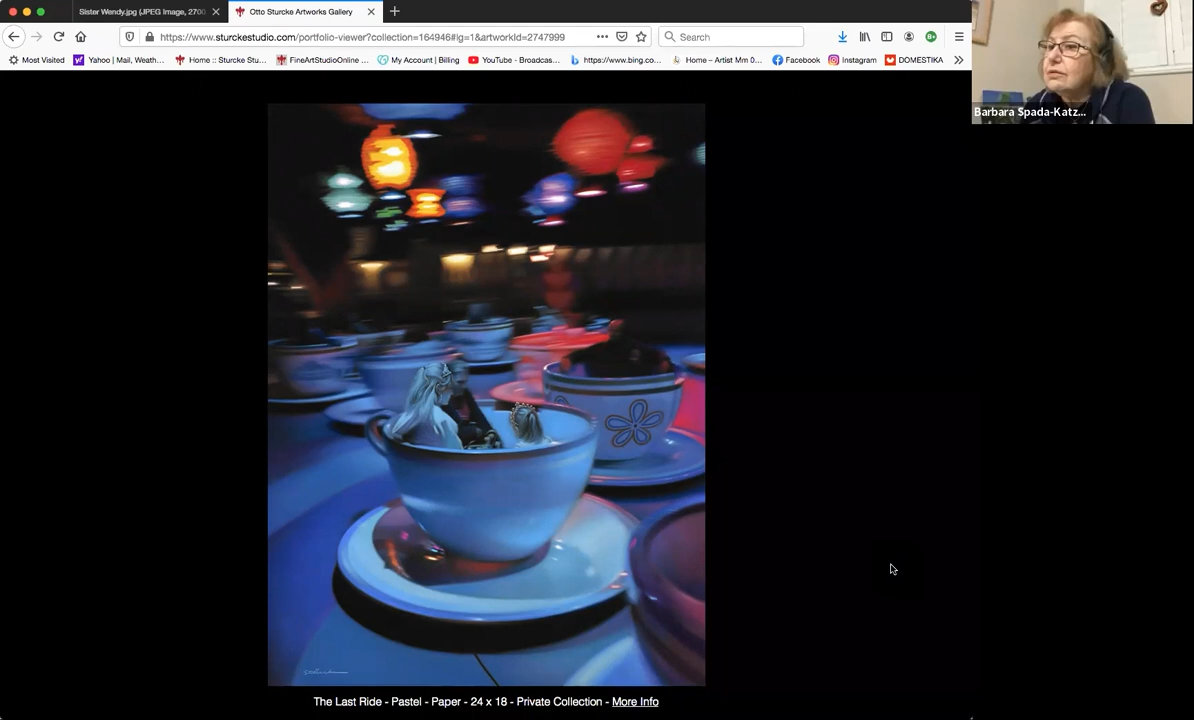 Sister Wendy.jpg (JPEG Image, 270
Otto Sturcke Artworks Gallery
https://www.sturckestudio.com/portfolio-viewer?collection=164946#lg=1&artworkId=2747999
Search
Most Visited
Yahoo | Mail, Weath...
Home :: Sturcke Stu...
FineArtStudioOnline ...
My Account | Billing
YouTube - Broadcas...
https://www.bing.co...
Home – Artist Mm 0...
Facebook
Instagram
DOMESTIKA
Barbara Spada-Katz...
The Last Ride - Pastel - Paper - 24 x 18 - Private Collection - More Info